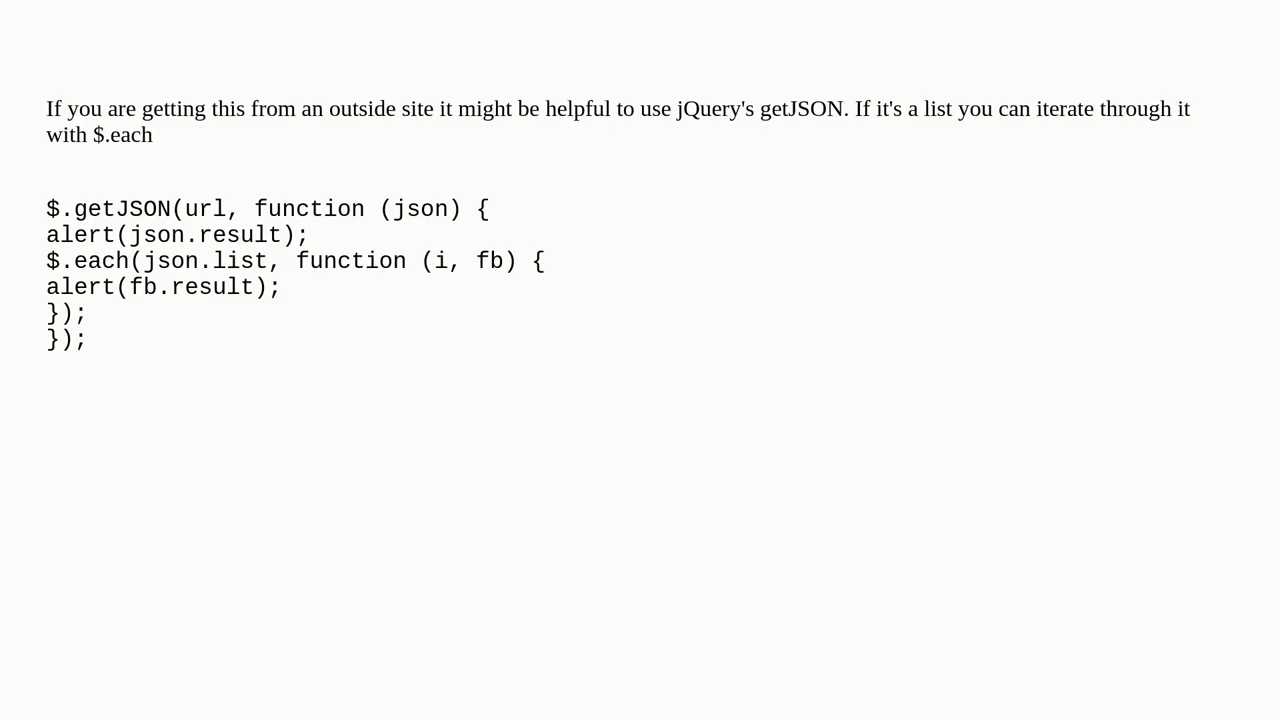 If you are getting this from an outside site it might be helpful to use jQuery's getJSON. If it's a list you can iterate through it
with $.each
$.getJSON(url, function (json) {
alert(json.result);
$.each(json.list, function (i, fb) {
alert(fb.result);
});
});